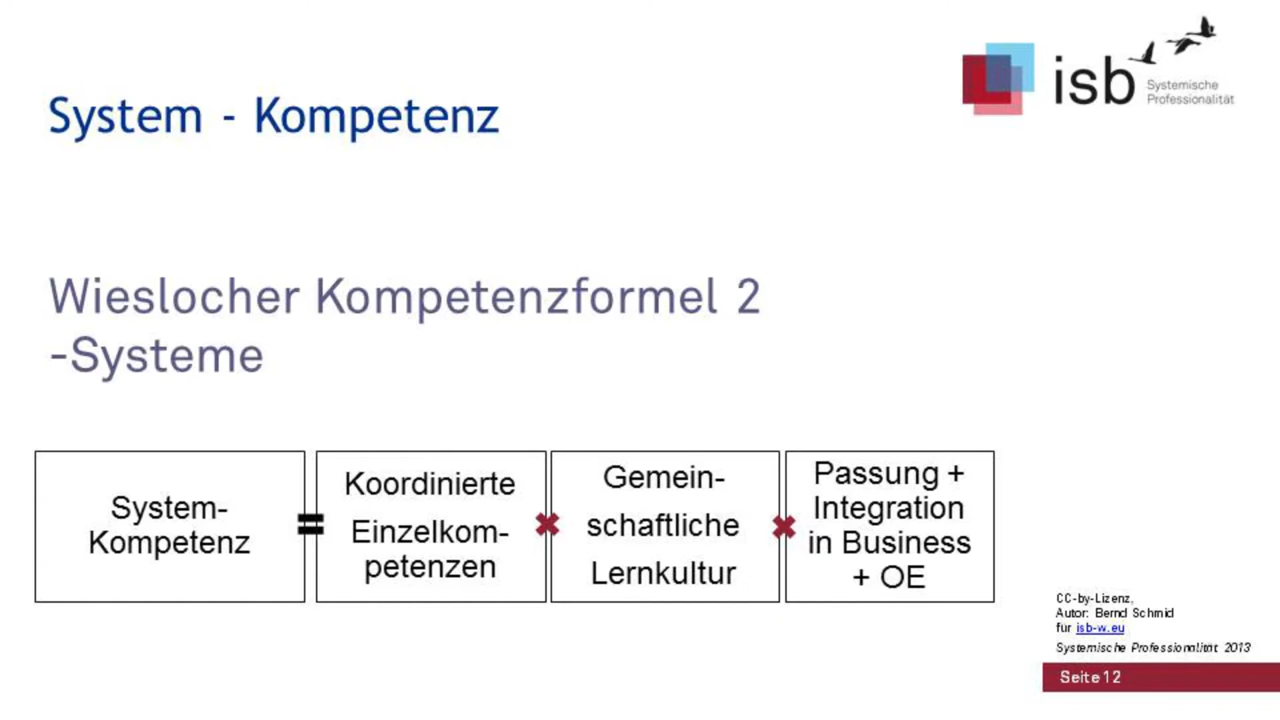 System - Kompetenz
isb
Systemische
Professionalität
Wieslocher Kompetenzformel 2
-Systeme
System-
Kompetenz
=
Koordinierte
Einzelkom-
petenzen
×
Gemein-
schaftliche
Lernkultur
×
Passung +
Integration
in Business
+ OE
CC-by-Lizenz,
Autor: Bernd Schmid
für isb-w.eu
Systemische Professionalität 2013
Seite 12